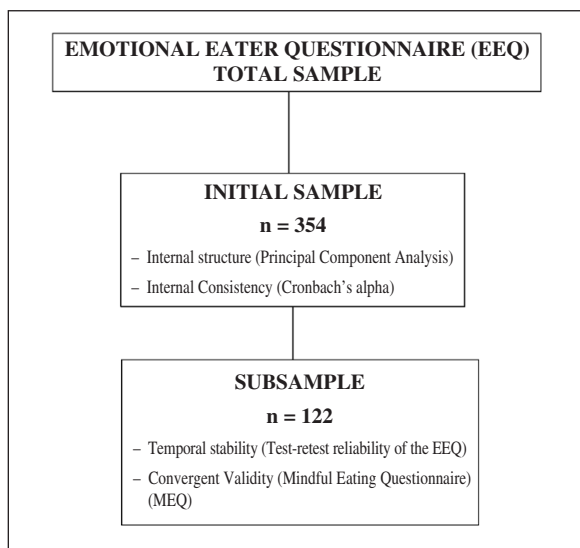 EMOTIONAL EATER QUESTIONNAIRE (EEQ)
TOTAL SAMPLE
INITIAL SAMPLE
n = 354
– Internal structure (Principal Component Analysis)
– Internal Consistency (Cronbach's alpha)
SUBSAMPLE
n = 122
– Temporal stability (Test-retest reliability of the EEQ)
– Convergent Validity (Mindful Eating Questionnaire)
(MEQ)